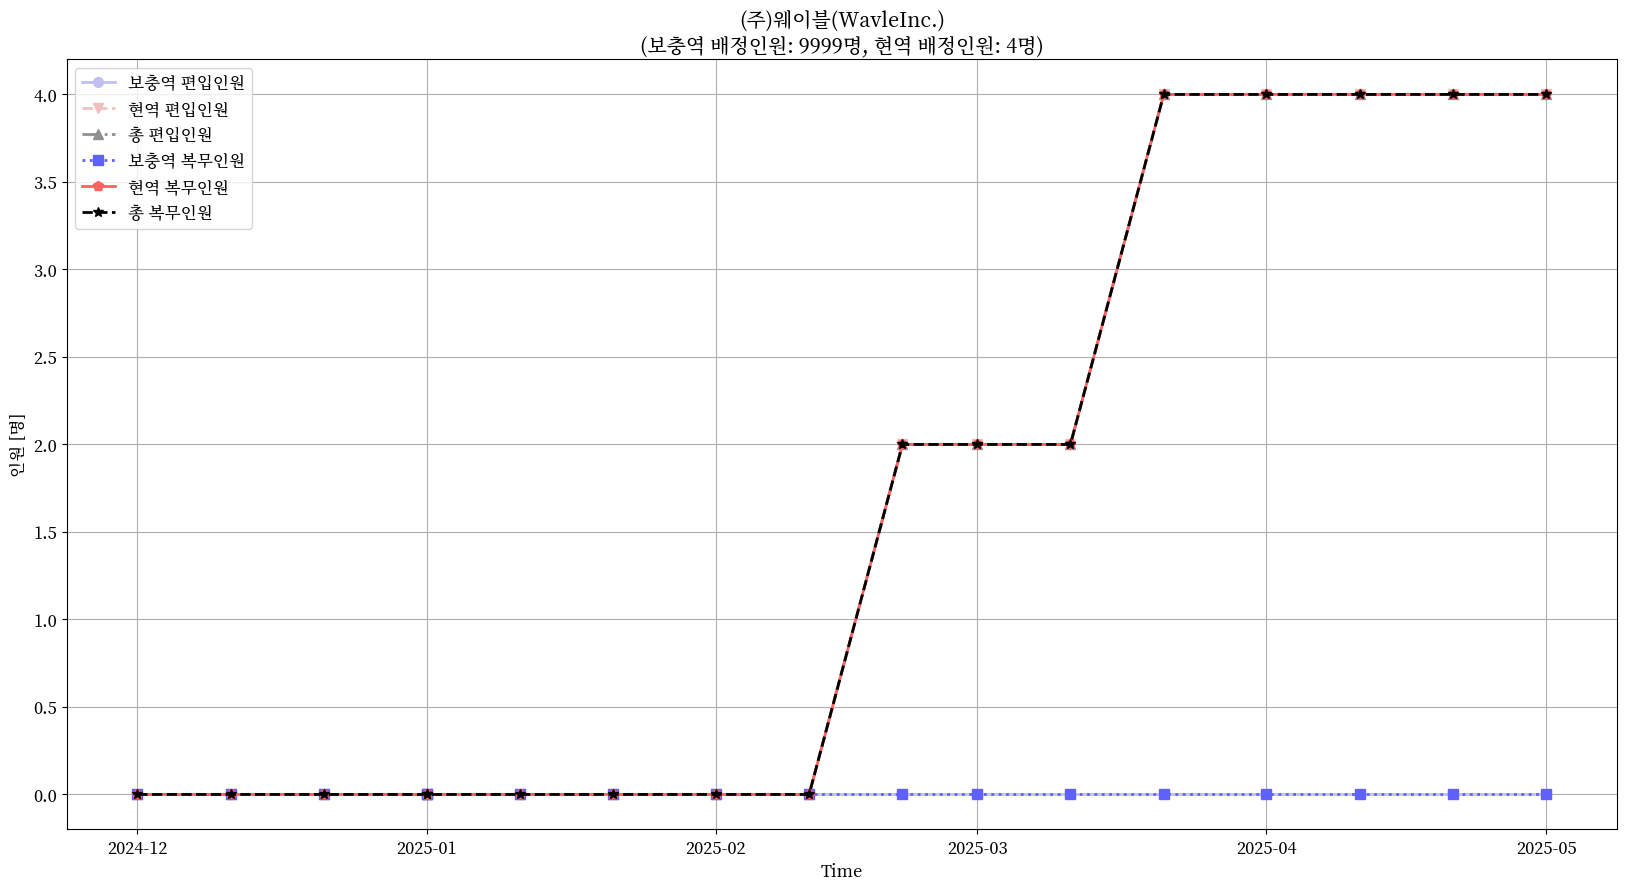 (주)웨이블(WavleInc.)
(보충역 배정인원: 9999명, 현역 배정인원: 4명)
보충역 편입인원
현역 편입인원
총 편입인원
보충역 복무인원
현역 복무인원
총 복무인원
4.0
3.5
3.0
2.5
2.0
1.5
1.0
0.5
0.0
인원 [명]
2024-12 2025-01 2025-02 2025-03 2025-04 2025-05
Time